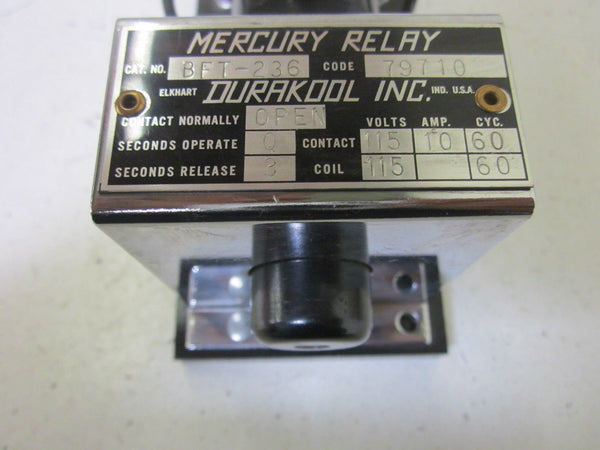 MERCURY RELAY
CAT. NO. BFT-236 CODE 79710
ELKHART DURAKOOL INC. IND. U.S.A.
CONTACT NORMALLY OPEN VOLTS AMP. CYC.
SECONDS OPERATE Q CONTACT 115 10 60
SECONDS RELEASE 3 COIL 115 60